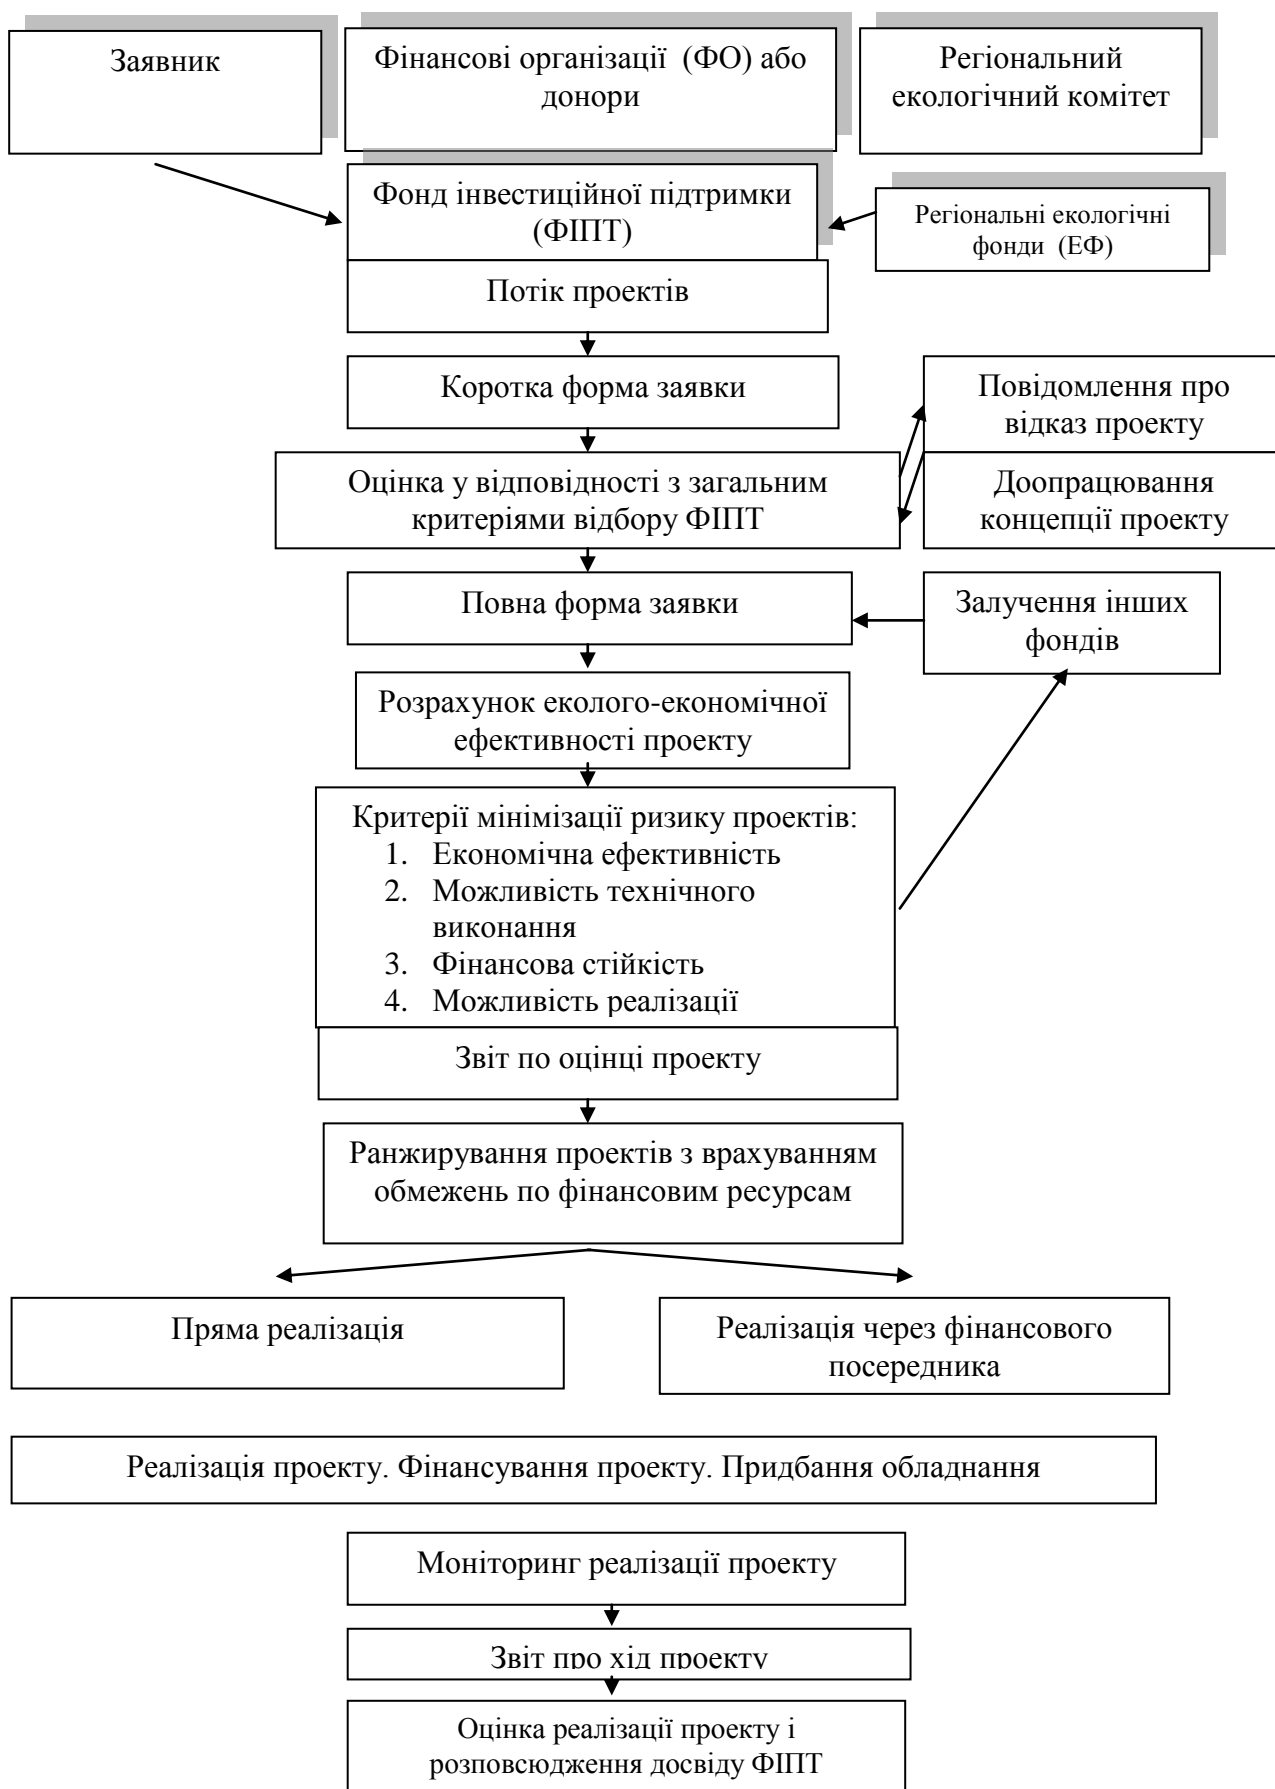 Заявник
Фінансові організації (ФО) або
донори
Регіональний
екологічний комітет
Фонд інвестиційної підтримки
(ФІПТ)
Регіональні екологічні
фонди (ЕФ)
Потік проектів
Коротка форма заявки
Повідомлення про
відказ проекту
Оцінка у відповідності з загальним
критеріями відбору ФІПТ
Доопрацювання
концепції проекту
Повна форма заявки
Залучення інших
фондів
Розрахунок еколого-економічної
ефективності проекту
Критерії мінімізації ризику проектів:
1. Економічна ефективність
2. Можливість технічного
виконання
3. Фінансова стійкість
4. Можливість реалізації
Звіт по оцінці проекту
Ранжирування проектів з врахуванням
обмежень по фінансовим ресурсам
Пряма реалізація
Реалізація через фінансового
посередника
Реалізація проекту. Фінансування проекту. Придбання обладнання
Моніторинг реалізації проекту
Звіт про хід проекту
Оцінка реалізації проекту і
розповсюдження досвіду ФІПТ